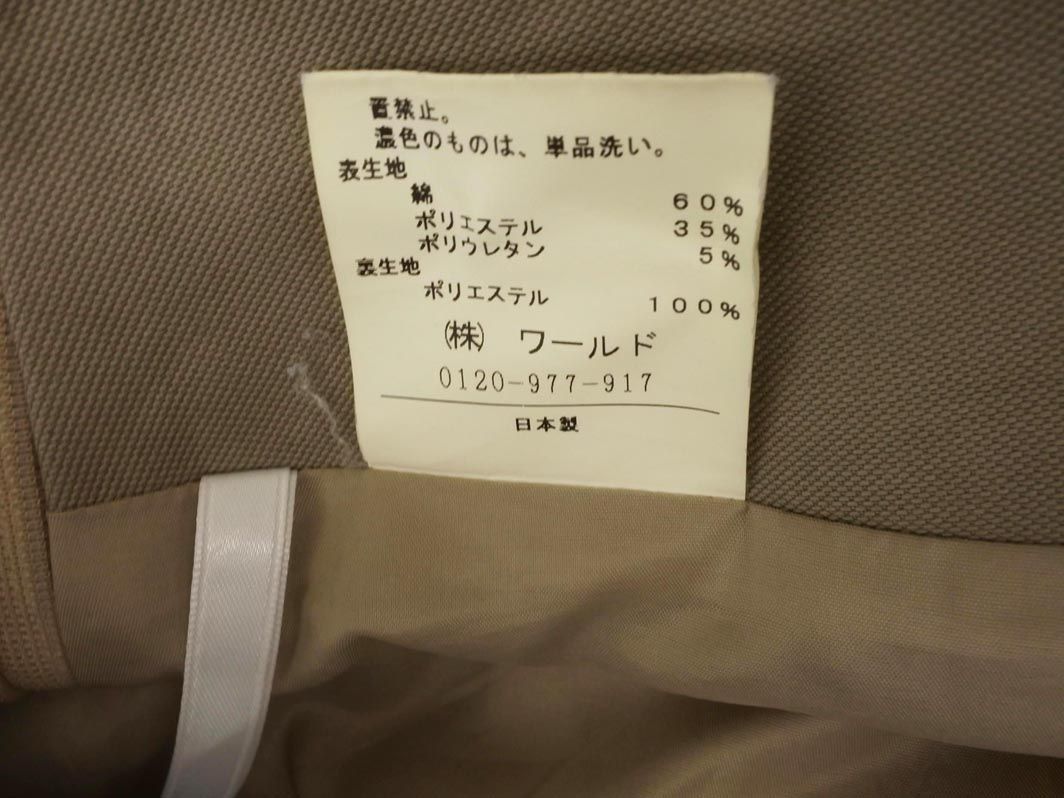 置禁止。
濃色のものは、単品洗い。
表生地
綿 60%
ポリエステル 35%
ポリウレタン 5%
裏生地
ポリエステル 100%
(株) ワールド
0120-977-917
日本製